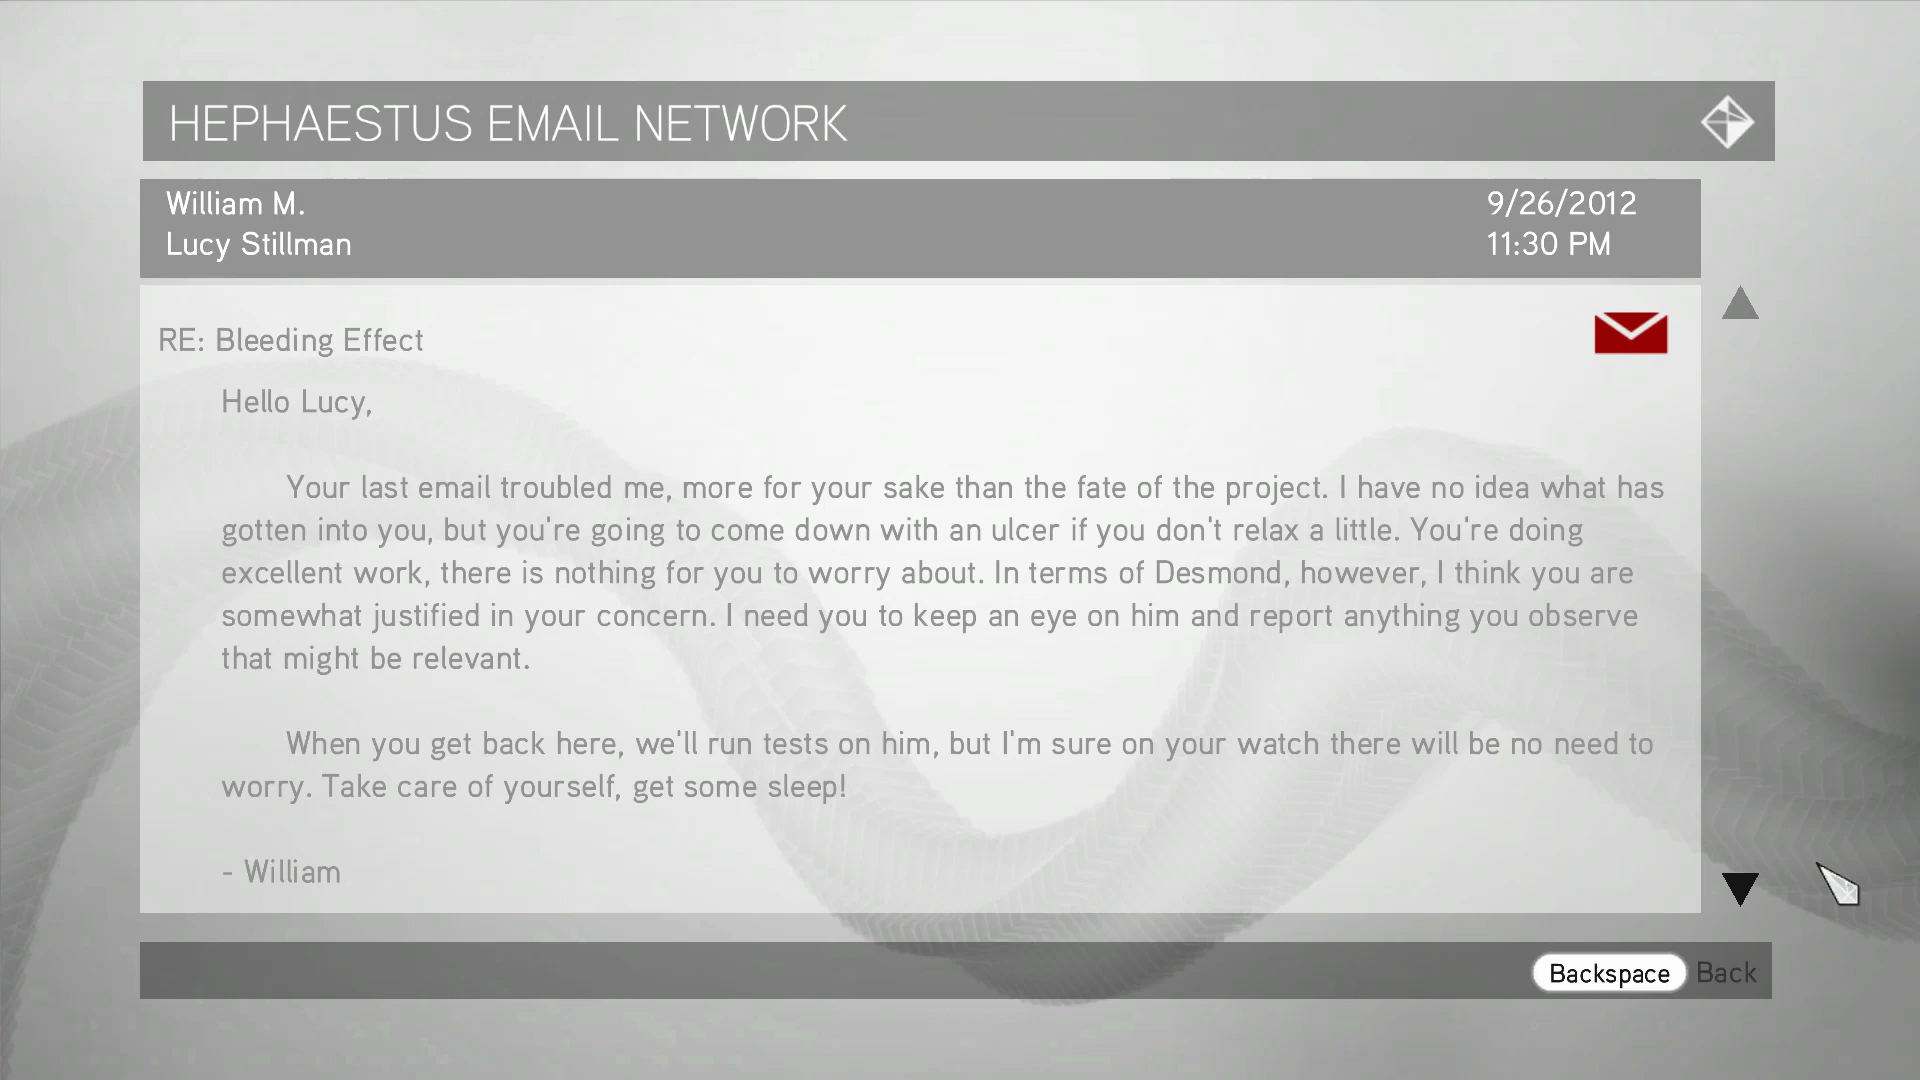 HEPHAESTUS EMAIL NETWORK
William M.
9/26/2012
Lucy Stillman
11:30 PM
RE: Bleeding Effect
Hello Lucy,
Your last email troubled me, more for your sake than the fate of the project. I have no idea what has
gotten into you, but you're going to come down with an ulcer if you don't relax a little. You're doing
excellent work, there is nothing for you to worry about. In terms of Desmond, however, I think you are
somewhat justified in your concern. I need you to keep an eye on him and report anything you observe
that might be relevant.
When you get back here, we'll run tests on him, but I'm sure on your watch there will be no need to
worry. Take care of yourself, get some sleep!
- William
Backspace Back